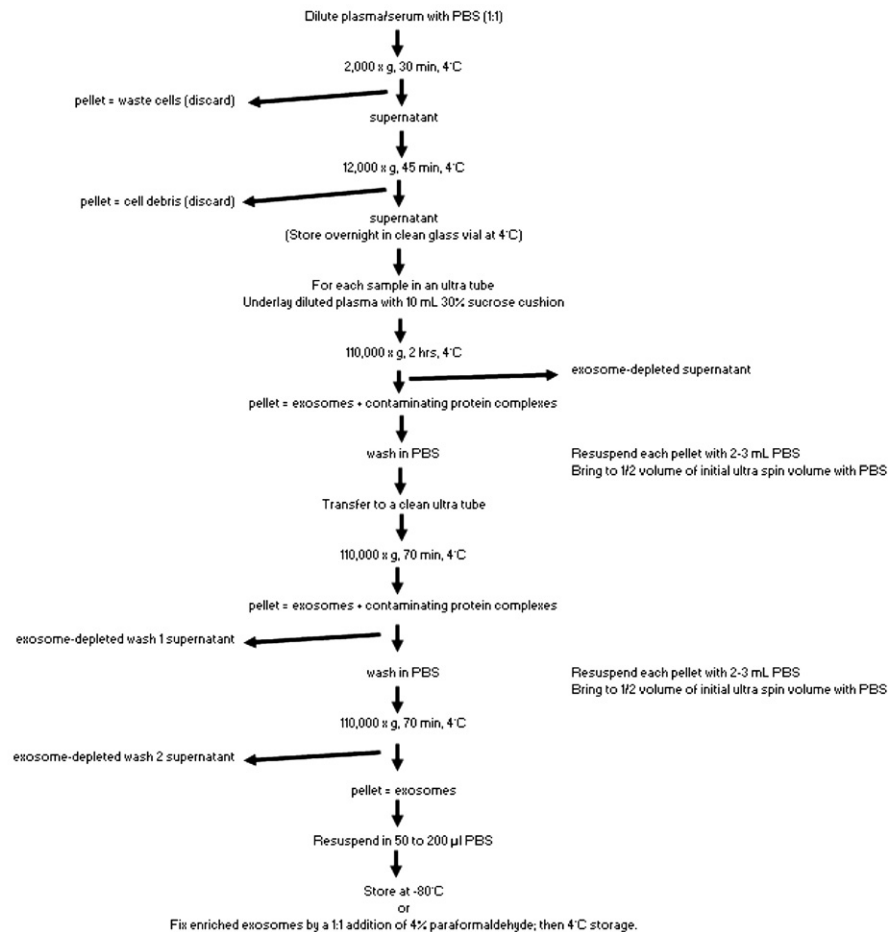 Dilute plasma/serum with PBS (1:1)
2,000 x g, 30 min, 4°C
pellet = waste cells (discard)
supernatant
12,000 x g, 45 min, 4°C
pellet = cell debris (discard)
supernatant
(Store overnight in clean glass vial at 4°C)
For each sample in an ultra tube
Underlay diluted plasma with 10 mL 30% sucrose cushion
110,000 x g, 2 hrs, 4°C
exosome-depleted supernatant
pellet = exosomes + contaminating protein complexes
wash in PBS
Resuspend each pellet with 2-3 mL PBS
Bring to 1/2 volume of initial ultra spin volume with PBS
Transfer to a clean ultra tube
110,000 x g, 70 min, 4°C
pellet = exosomes + contaminating protein complexes
exosome-depleted wash 1 supernatant
wash in PBS
Resuspend each pellet with 2-3 mL PBS
Bring to 1/2 volume of initial ultra spin volume with PBS
110,000 x g, 70 min, 4°C
exosome-depleted wash 2 supernatant
pellet = exosomes
Resuspend in 50 to 200 µl PBS
Store at -80°C
or
Fix enriched exosomes by a 1:1 addition of 4% paraformaldehyde; then 4°C storage.